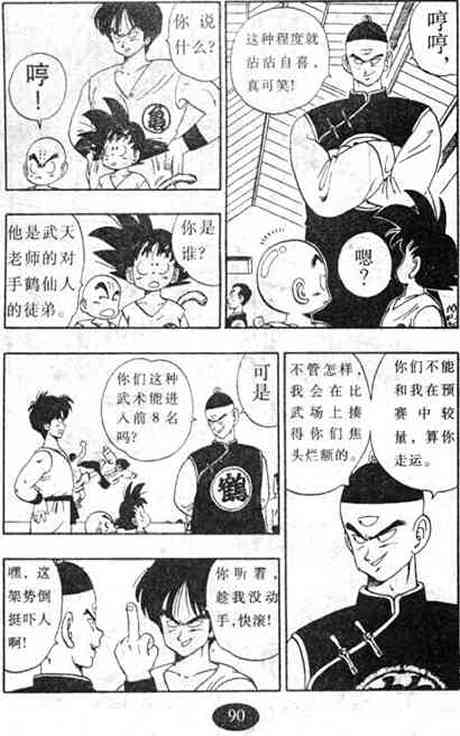 哼哼,
这种程度就
沾沾自喜,
真可笑!
嗯?
你说
什么?
哼!
龜
你是
谁?
他是武天
老师的对
手鹤仙人
的徒弟。
你们不能
和我在预
赛中较
量,算你
走运。
不管怎样,
我会在比
武场上揍
得你们焦
头烂额的。
可是
你们这种
武术能进
入前8名
吗?
鶴
你听着,
趁我没动
手,快滚!
嘿,这
架势倒
挺吓人
啊!
90